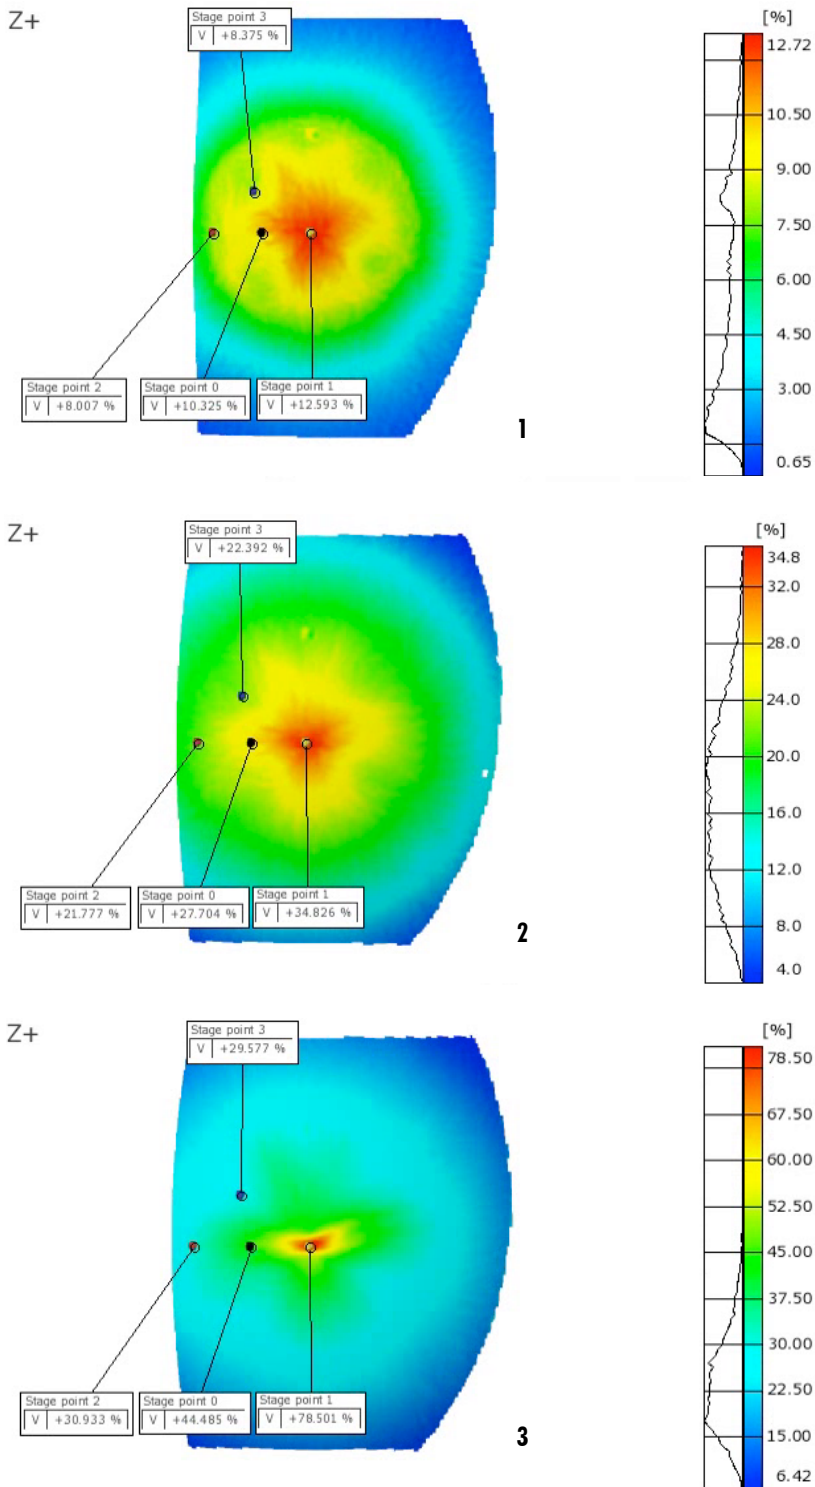 Z+
Stage point 3
V +8.375 %
Stage point 2
V +8.007 %
Stage point 0
V +10.325 %
Stage point 1
V +12.593 %
1
[%]
12.72
10.50
9.00
7.50
6.00
4.50
3.00
0.65
Z+
Stage point 3
V +22.392 %
Stage point 2
V +21.777 %
Stage point 0
V +27.704 %
Stage point 1
V +34.826 %
2
[%]
34.8
32.0
28.0
24.0
20.0
16.0
12.0
8.0
4.0
Z+
Stage point 3
V +29.577 %
Stage point 2
V +30.933 %
Stage point 0
V +44.485 %
Stage point 1
V +78.501 %
3
[%]
78.50
67.50
60.00
52.50
45.00
37.50
30.00
22.50
15.00
6.42